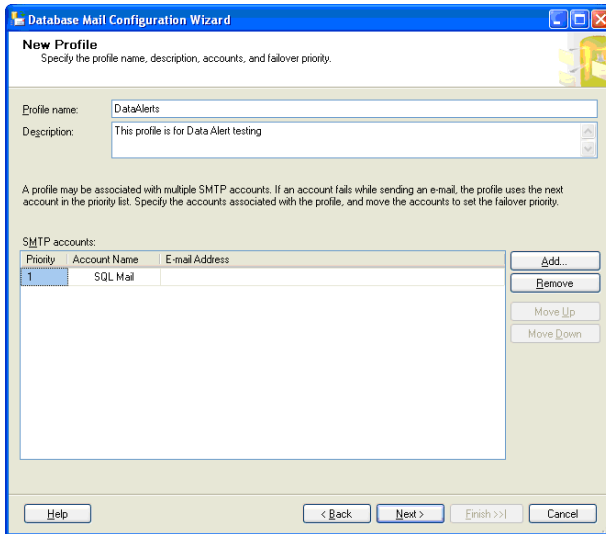 Database Mail Configuration Wizard
New Profile
Specify the profile name, description, accounts, and failover priority.
Profile name: DataAlerts
Description: This profile is for Data Alert testing
A profile may be associated with multiple SMTP accounts. If an account fails while sending an e-mail, the profile uses the next
account in the priority list. Specify the accounts associated with the profile, and move the accounts to set the failover priority.
SMTP accounts:
Priority Account Name E-mail Address
1 SQL Mail
Add...
Remove
Move Up
Move Down
Help < Back Next > Finish >>| Cancel